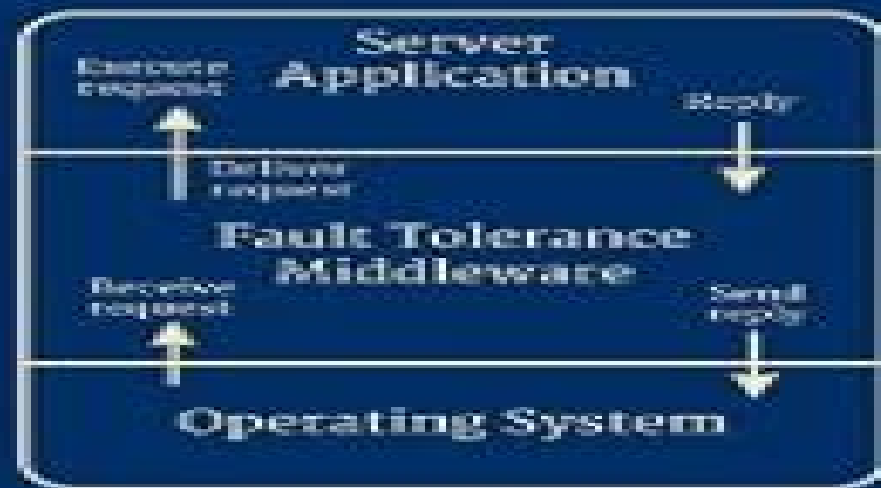 Server
Application
Execute
request
Reply
Deliver
request
Fault Tolerance
Middleware
Receive
request
Send
reply
Operating System